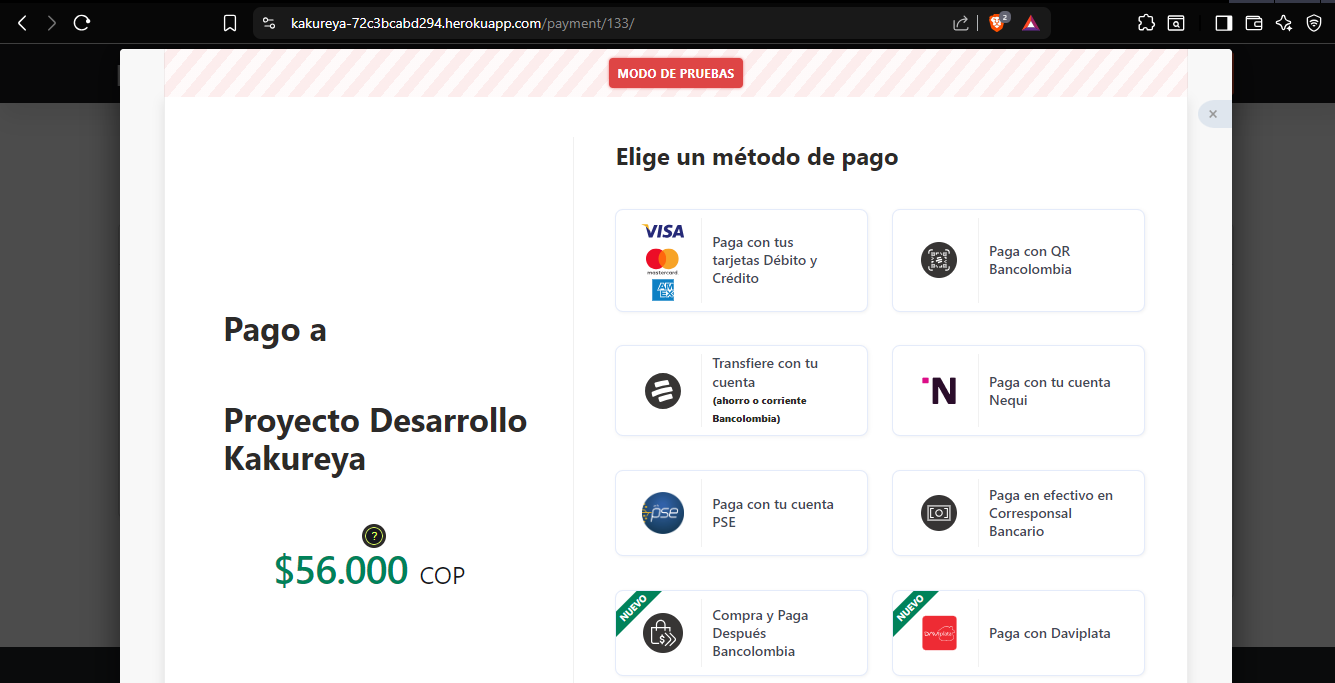 kakureya-72c3bcabd294.herokuapp.com/payment/133/
2
MODO DE PRUEBAS
×
Elige un método de pago
VISA
mastercard
AMEX
Paga con tus
tarjetas Débito y
Crédito
Paga con QR
Bancolombia
Pago a
Proyecto Desarrollo
Kakureya
?
$56.000 COP
Transfiere con tu
cuenta
(ahorro o corriente
Bancolombia)
N
Paga con tu cuenta
Nequi
pse
Paga con tu cuenta
PSE
Paga en efectivo en
Corresponsal
Bancario
NUEVO
Compra y Paga
Después
Bancolombia
NUEVO
DaviPlata
Paga con Daviplata